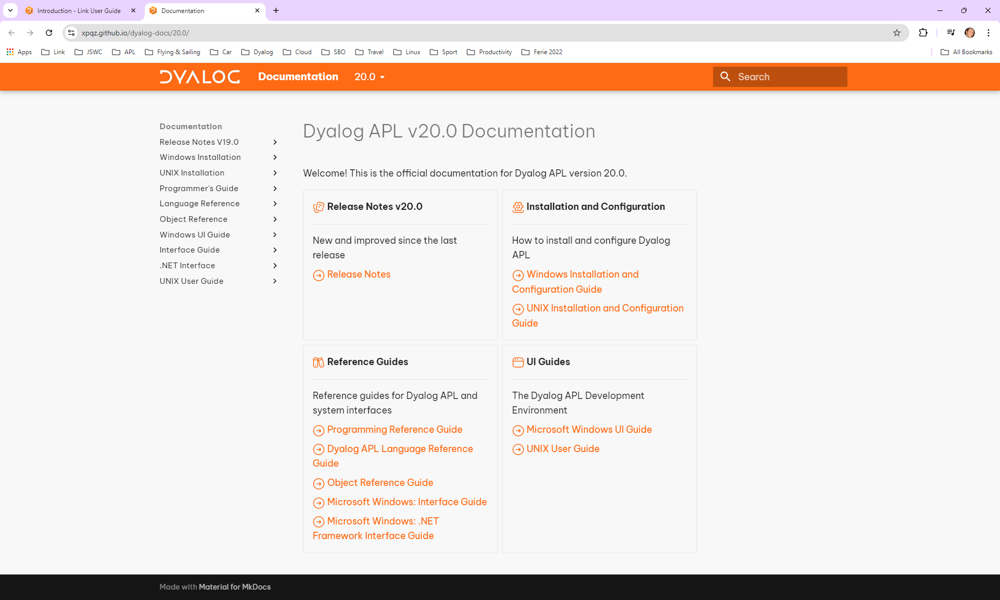 Introduction - Link User Guide
Documentation
xpqz.github.io/dyalog-docs/20.0/
Apps Link JSWC APL Flying & Sailing Car Dyalog Cloud SBO Travel Linux Sport Productivity Ferie 2022 All Bookmarks
DYALOG Documentation 20.0 Search
Documentation
Release Notes V19.0
Windows Installation
UNIX Installation
Programmer's Guide
Language Reference
Object Reference
Windows UI Guide
Interface Guide
.NET Interface
UNIX User Guide
Dyalog APL v20.0 Documentation
Welcome! This is the official documentation for Dyalog APL version 20.0.
Release Notes v20.0
New and improved since the last
release
Release Notes
Installation and Configuration
How to install and configure Dyalog
APL
Windows Installation and
Configuration Guide
UNIX Installation and Configuration
Guide
Reference Guides
Reference guides for Dyalog APL and
system interfaces
Programming Reference Guide
Dyalog APL Language Reference
Guide
Object Reference Guide
Microsoft Windows: Interface Guide
Microsoft Windows: .NET
Framework Interface Guide
UI Guides
The Dyalog APL Development
Environment
Microsoft Windows UI Guide
UNIX User Guide
Made with Material for MkDocs